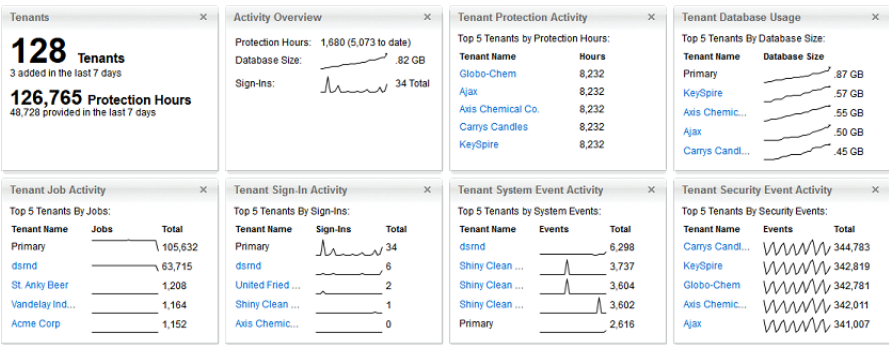 Tenants x
128 Tenants
3 added in the last 7 days
126,765 Protection Hours
48,728 provided in the last 7 days
Activity Overview x
Protection Hours: 1,680 (5,073 to date)
Database Size: .82 GB
Sign-Ins: 34 Total
Tenant Protection Activity x
Top 5 Tenants by Protection Hours:
Tenant Name Hours
Globo-Chem 8,232
Ajax 8,232
Axis Chemical Co. 8,232
Carrys Candles 8,232
KeySpire 8,232
Tenant Database Usage x
Top 5 Tenants By Database Size:
Tenant Name Database Size
Primary .87 GB
KeySpire .57 GB
Axis Chemic... .55 GB
Ajax .50 GB
Carrys Candl... .45 GB
Tenant Job Activity x
Top 5 Tenants By Jobs:
Tenant Name Jobs Total
Primary 105,632
dsrnd 63,715
St. Anky Beer 1,208
Vandelay Ind... 1,164
Acme Corp 1,152
Tenant Sign-In Activity x
Top 5 Tenants By Sign-Ins:
Tenant Name Sign-Ins Total
Primary 34
dsrnd 6
United Fried ... 2
Shiny Clean ... 1
Axis Chemic... 0
Tenant System Event Activity x
Top 5 Tenants by System Events:
Tenant Name Events Total
dsrnd 6,298
Shiny Clean ... 3,737
Shiny Clean ... 3,604
Shiny Clean ... 3,602
Primary 2,616
Tenant Security Event Activity x
Top 5 Tenants By Security Events:
Tenant Name Events Total
Carrys Candl... 344,783
KeySpire 342,819
Globo-Chem 342,781
Axis Chemic... 342,011
Ajax 341,007